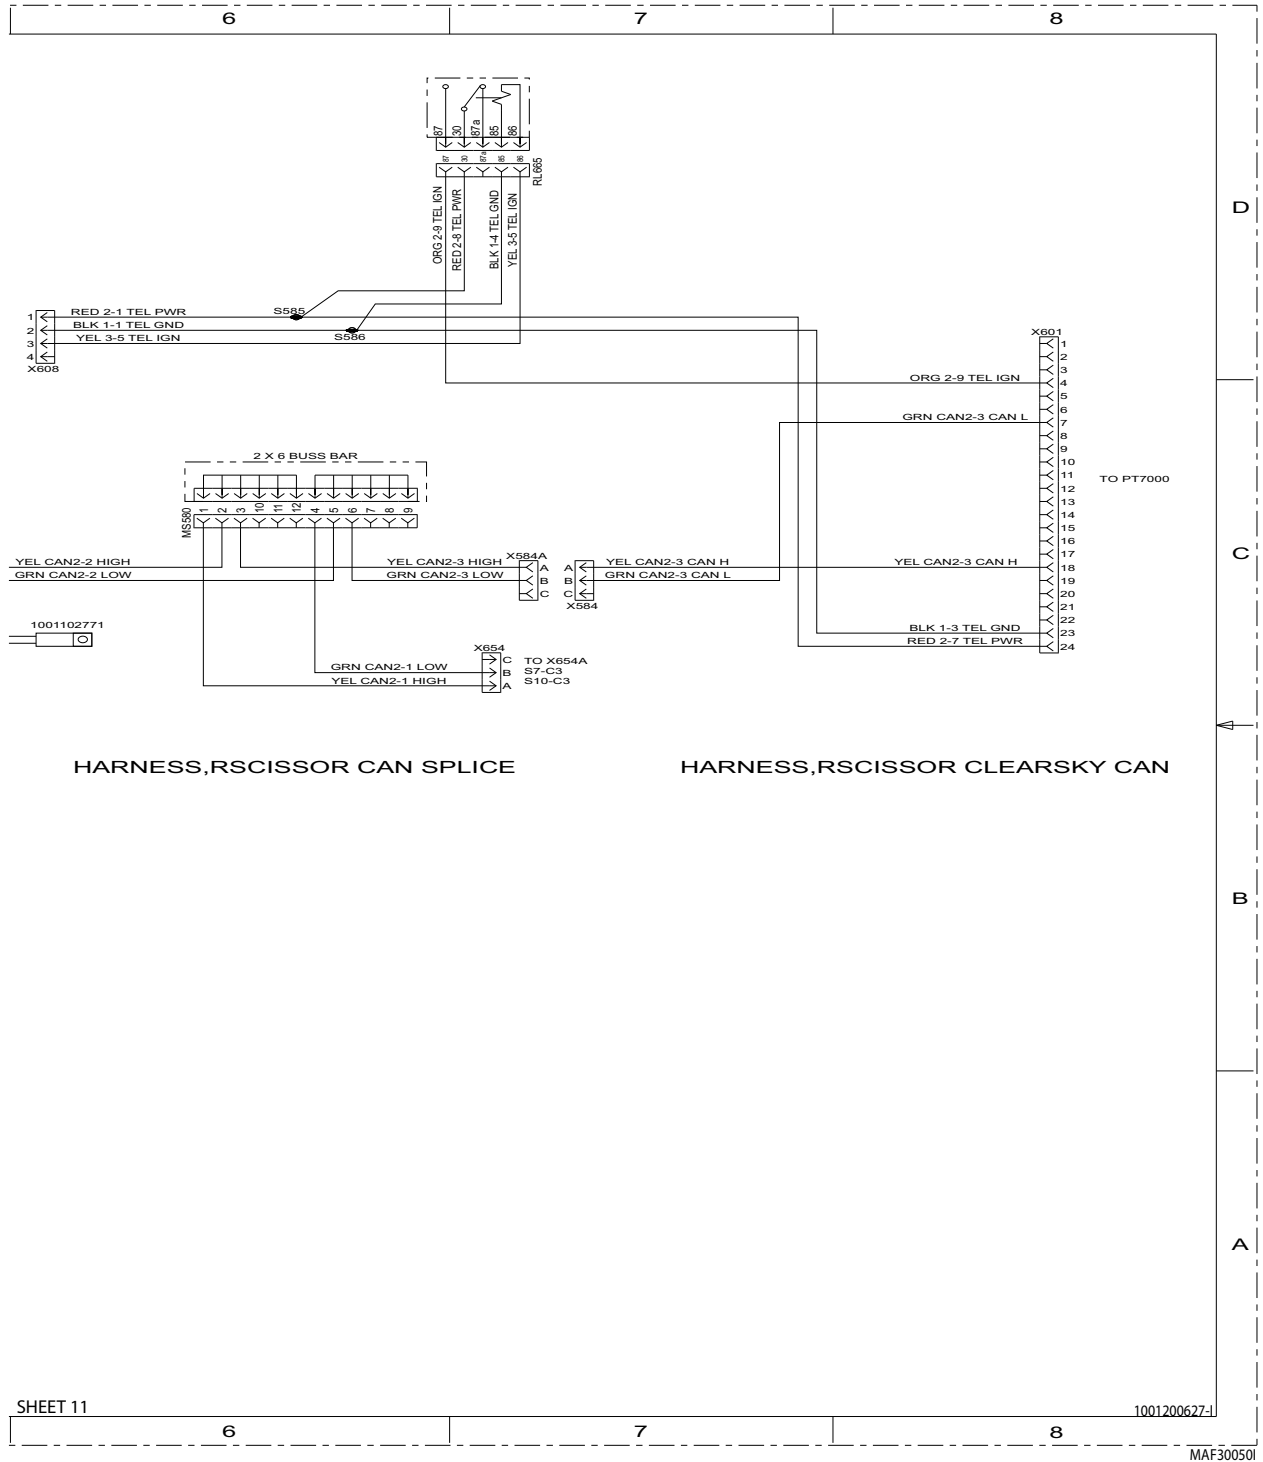 6 7 8
87 30 87a 85 86
87 30 87a 85 86
RL665
ORG 2-9 TEL IGN
RED 2-8 TEL PWR
BLK 1-4 TEL GND
YEL 3-5 TEL IGN
D
1 RED 2-1 TEL PWR S585
2 BLK 1-1 TEL GND
3 YEL 3-5 TEL IGN S586
4
X608
X601
1
2
3
ORG 2-9 TEL IGN 4
5
6
GRN CAN2-3 CAN L 7
8
9
10
11 TO PT7000
12
13
14
15
16
17
YEL CAN2-3 CAN H 18
19
20
21
22
BLK 1-3 TEL GND 23
RED 2-7 TEL PWR 24
2 X 6 BUSS BAR
MS580
1 2 3 10 11 12 4 5 6 7 8 9
C
YEL CAN2-2 HIGH
GRN CAN2-2 LOW
X584A
YEL CAN2-3 HIGH A
GRN CAN2-3 LOW B
C
A YEL CAN2-3 CAN H
B GRN CAN2-3 CAN L
C
X584
1001102771
X654
C TO X654A
GRN CAN2-1 LOW B S7-C3
YEL CAN2-1 HIGH A S10-C3
HARNESS,RSCISSOR CAN SPLICE
HARNESS,RSCISSOR CLEARSKY CAN
B
A
SHEET 11
1001200627-I
6 7 8
MAF30050I